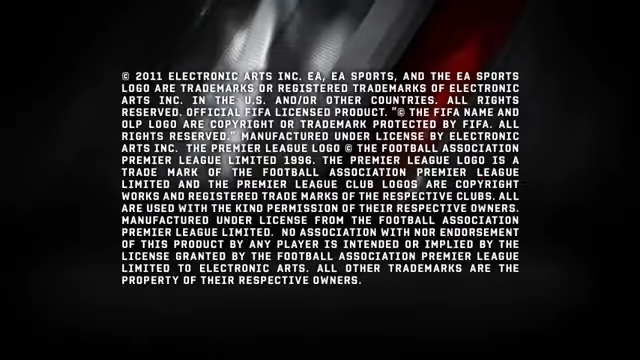 © 2011 ELECTRONIC ARTS INC. EA, EA SPORTS, AND THE EA SPORTS
LOGO ARE TRADEMARKS OR REGISTERED TRADEMARKS OF ELECTRONIC
ARTS INC. IN THE U.S. AND/OR OTHER COUNTRIES. ALL RIGHTS
RESERVED. OFFICIAL FIFA LICENSED PRODUCT. "© THE FIFA NAME AND
OLP LOGO ARE COPYRIGHT OR TRADEMARK PROTECTED BY FIFA. ALL
RIGHTS RESERVED." MANUFACTURED UNDER LICENSE BY ELECTRONIC
ARTS INC. THE PREMIER LEAGUE LOGO © THE FOOTBALL ASSOCIATION
PREMIER LEAGUE LIMITED 1996. THE PREMIER LEAGUE LOGO IS A
TRADE MARK OF THE FOOTBALL ASSOCIATION PREMIER LEAGUE
LIMITED AND THE PREMIER LEAGUE CLUB LOGOS ARE COPYRIGHT
WORKS AND REGISTERED TRADE MARKS OF THE RESPECTIVE CLUBS. ALL
ARE USED WITH THE KIND PERMISSION OF THEIR RESPECTIVE OWNERS.
MANUFACTURED UNDER LICENSE FROM THE FOOTBALL ASSOCIATION
PREMIER LEAGUE LIMITED. NO ASSOCIATION WITH NOR ENDORSEMENT
OF THIS PRODUCT BY ANY PLAYER IS INTENDED OR IMPLIED BY THE
LICENSE GRANTED BY THE FOOTBALL ASSOCIATION PREMIER LEAGUE
LIMITED TO ELECTRONIC ARTS. ALL OTHER TRADEMARKS ARE THE
PROPERTY OF THEIR RESPECTIVE OWNERS.